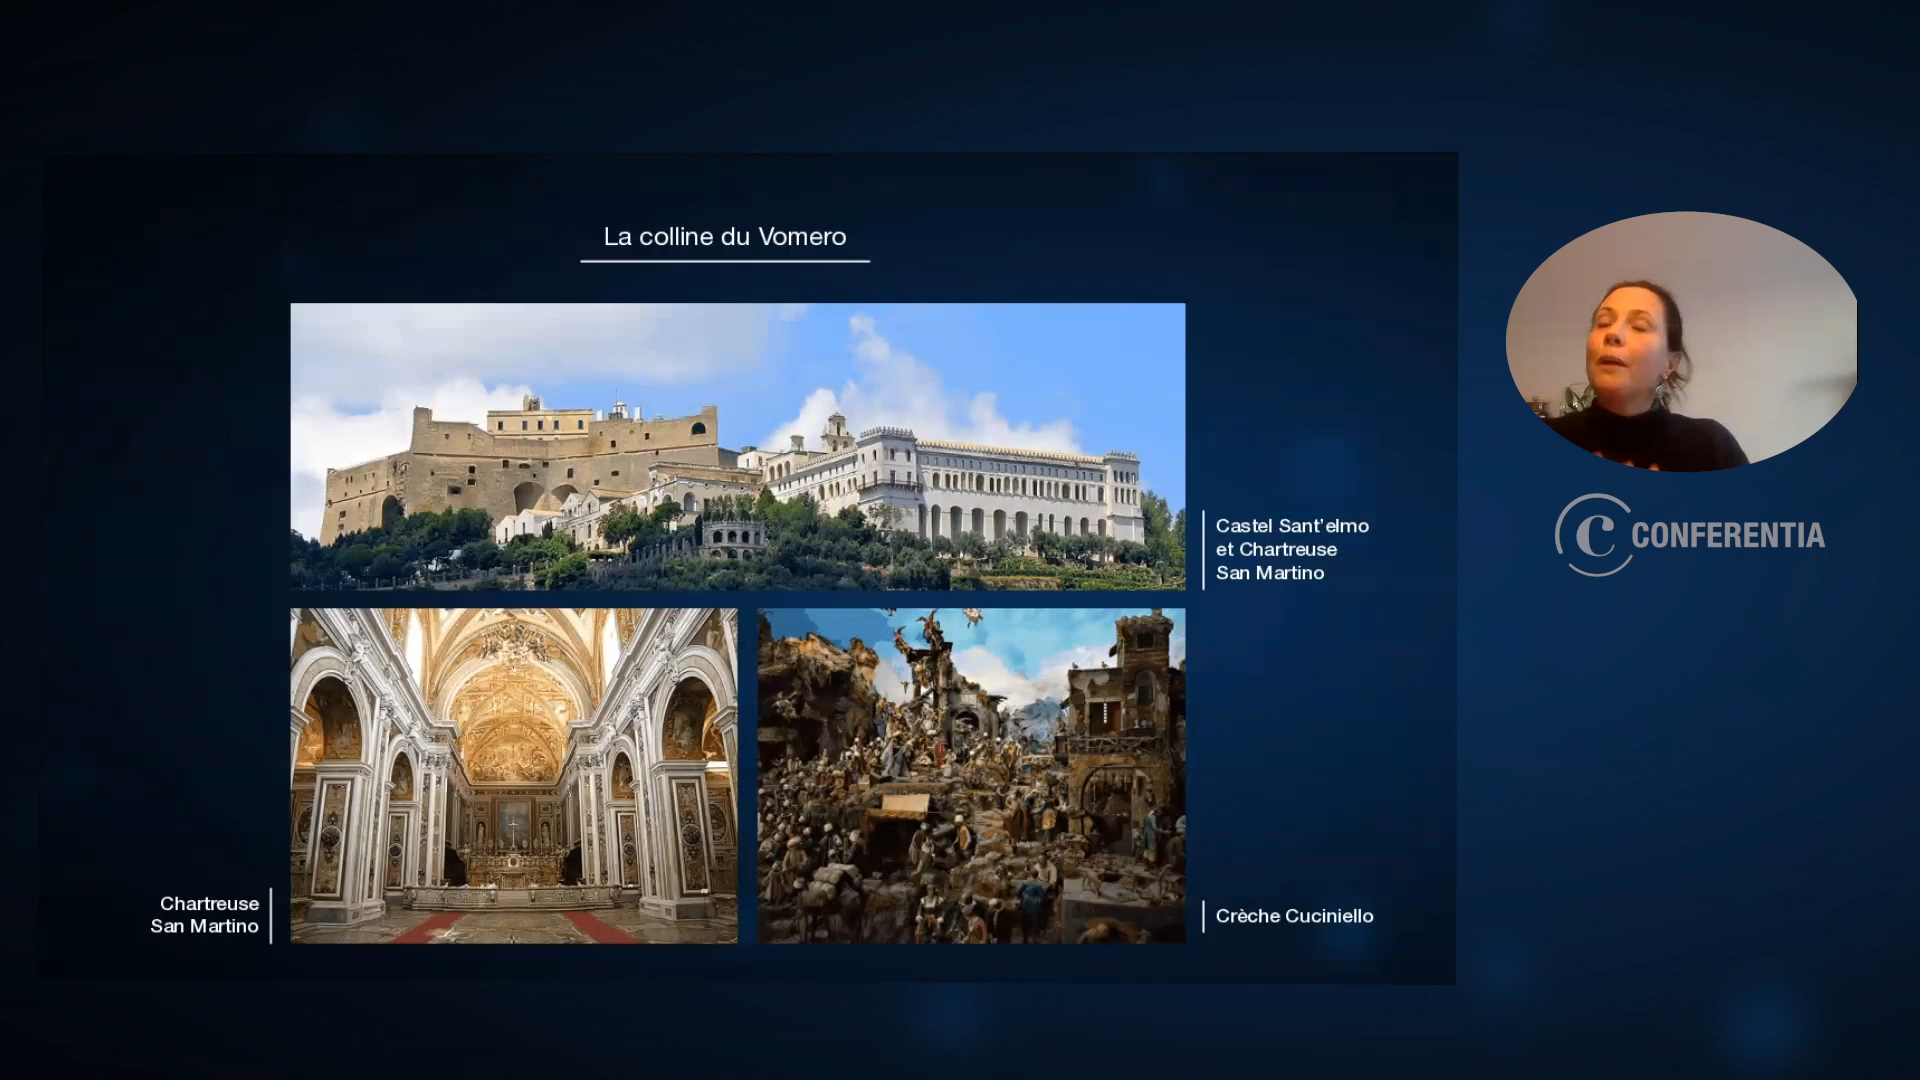 La colline du Vomero
Castel Sant'elmo
et Chartreuse
San Martino
C CONFERENTIA
Chartreuse
San Martino
Crèche Cuciniello